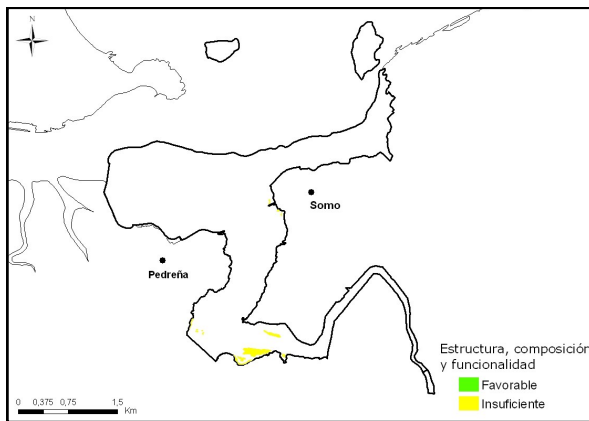 N
Somo
Pedreña
Estructura, composición
y funcionalidad
Favorable
Insuficiente
0 0,375 0,75 1,5
Km